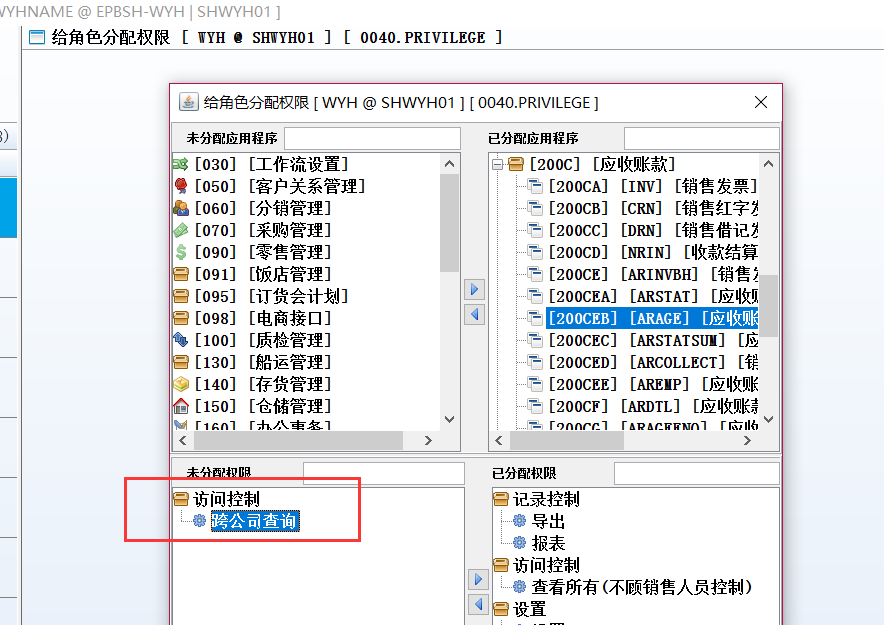 WYHNAME @ EPBSH-WYH | SHWYH01 ]
给角色分配权限 [ WYH @ SHWYH01 ] [ 0040.PRIVILEGE ]
给角色分配权限 [ WYH @ SHWYH01 ] [ 0040.PRIVILEGE ]
未分配应用程序
[030] [工作流设置]
[050] [客户关系管理]
[060] [分销管理]
[070] [采购管理]
[090] [零售管理]
[091] [饭店管理]
[095] [订货会计划]
[098] [电商接口]
[100] [质检管理]
[130] [船运管理]
[140] [存货管理]
[150] [仓储管理]
[160] [办公事务]
已分配应用程序
[200C] [应收账款]
[200CA] [INV] [销售发票]
[200CB] [CRN] [销售红字发
[200CC] [DRN] [销售借记发
[200CD] [NRIN] [收款结算
[200CE] [ARINVBH] [销售发
[200CEA] [ARSTAT] [应收账
[200CEB] [ARAGE] [应收账
[200CEC] [ARSTATSUM] [应
[200CED] [ARCOLLECT] [销
[200CEE] [AREMP] [应收账
[200CF] [ARDTL] [应收账款
[200CG] [ARAGEENQ] [应收
未分配权限
访问控制
跨公司查询
已分配权限
记录控制
导出
报表
访问控制
查看所有(不顾销售人员控制)
设置